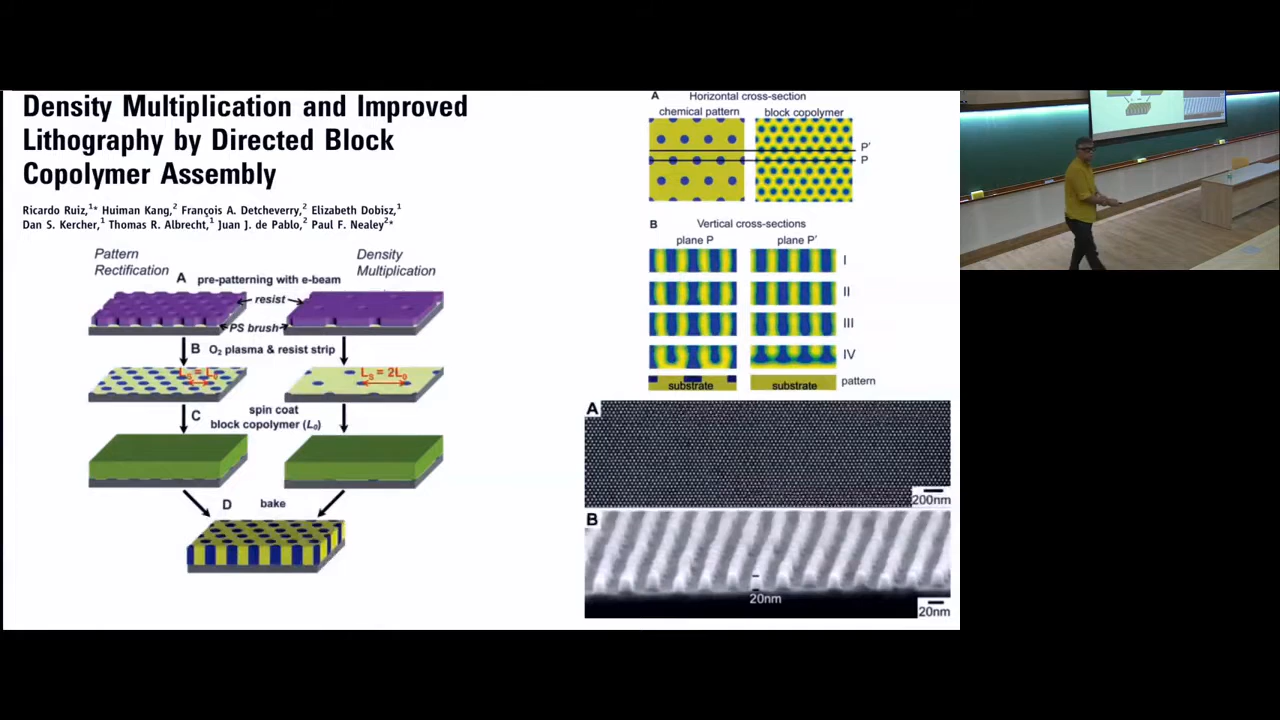 Density Multiplication and Improved
Lithography by Directed Block
Copolymer Assembly
Ricardo Ruiz,1* Huiman Kang,2 François A. Detcheverry,2 Elizabeth Dobisz,1
Dan S. Kercher,1 Thomas R. Albrecht,1 Juan J. de Pablo,2 Paul F. Nealey2*
Pattern
Rectification
Density
Multiplication
A pre-patterning with e-beam
resist
PS brush
B O2 plasma & resist strip
Ls = L0
Ls = 2L0
C spin coat
block copolymer (L0)
D bake
A Horizontal cross-section
chemical pattern block copolymer
P'
P
B Vertical cross-sections
plane P plane P'
I
II
III
IV
substrate substrate pattern
A
200nm
B
20nm
20nm